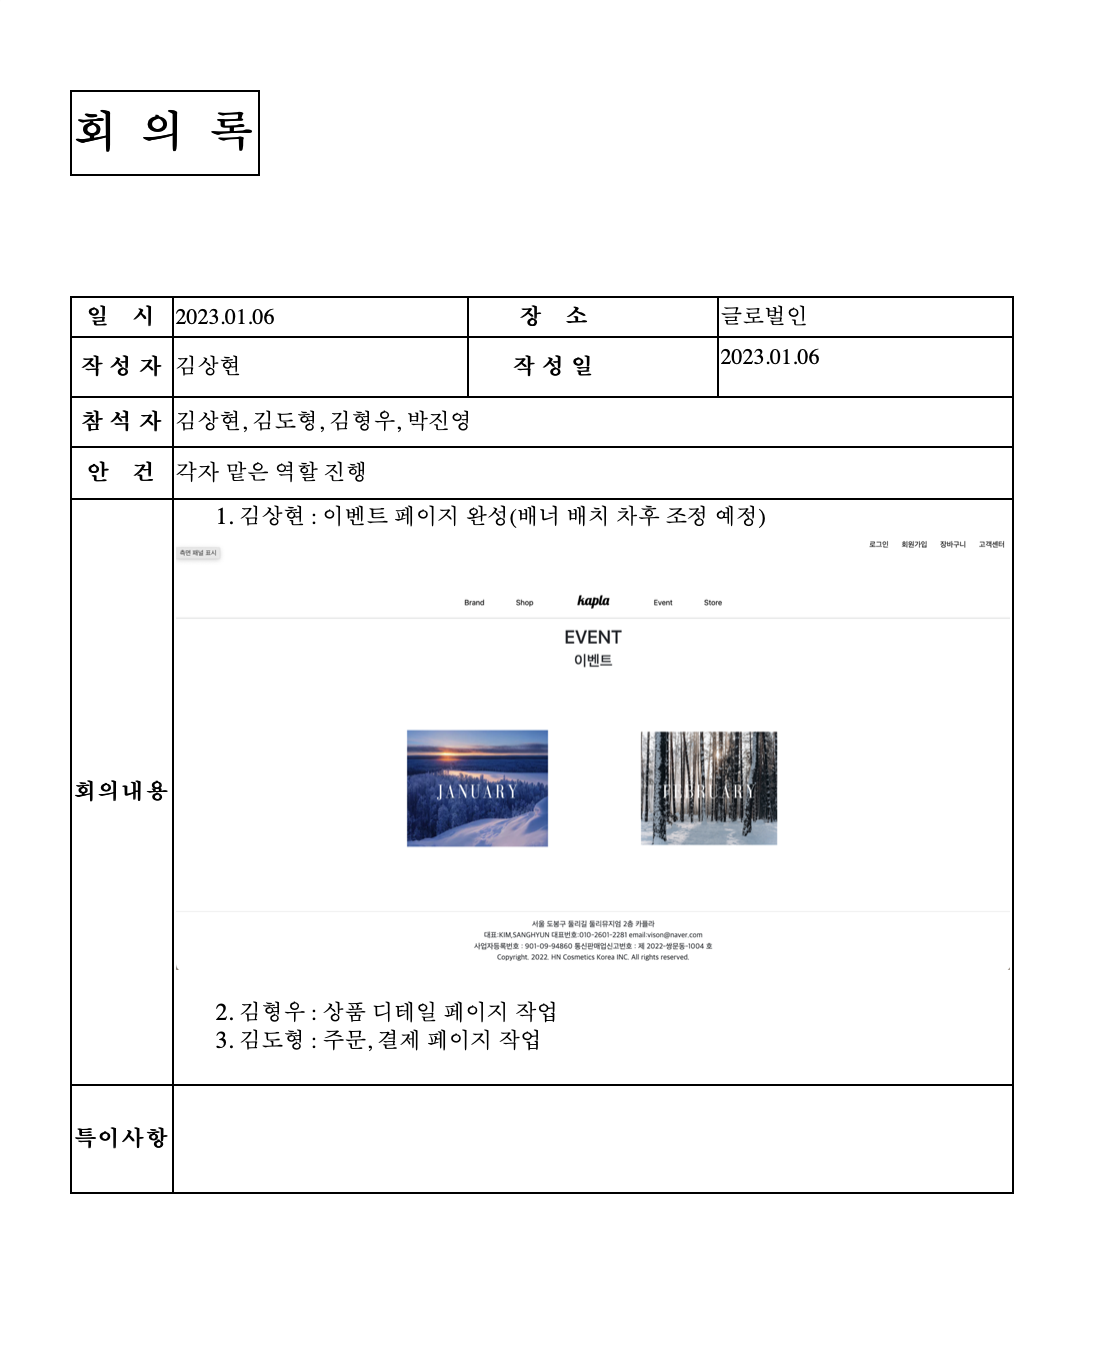 회 의 록
일 시 2023.01.06 장 소 글로벌인
작 성 자 김상현 작 성 일 2023.01.06
참 석 자 김상현, 김도형, 김형우, 박진영
안 건 각자 맡은 역할 진행
회의내용
1. 김상현 : 이벤트 페이지 완성(배너 배치 차후 조정 예정)
측면 패널 표시
로그인 회원가입 장바구니 고객센터
Brand Shop kapla Event Store
EVENT
이벤트
JANUARY FEBRUARY
서울 도봉구 둘리길 둘리뮤지엄 2층 카플라
대표:KIM,SANGHYUN 대표번호:010-2601-2281 email:vison@naver.com
사업자등록번호 : 901-09-94860 통신판매업신고번호 : 제 2022-쌍문동-1004 호
Copyright. 2022. HN Cosmetics Korea INC. All rights reserved.
2. 김형우 : 상품 디테일 페이지 작업
3. 김도형 : 주문, 결제 페이지 작업
특이사항